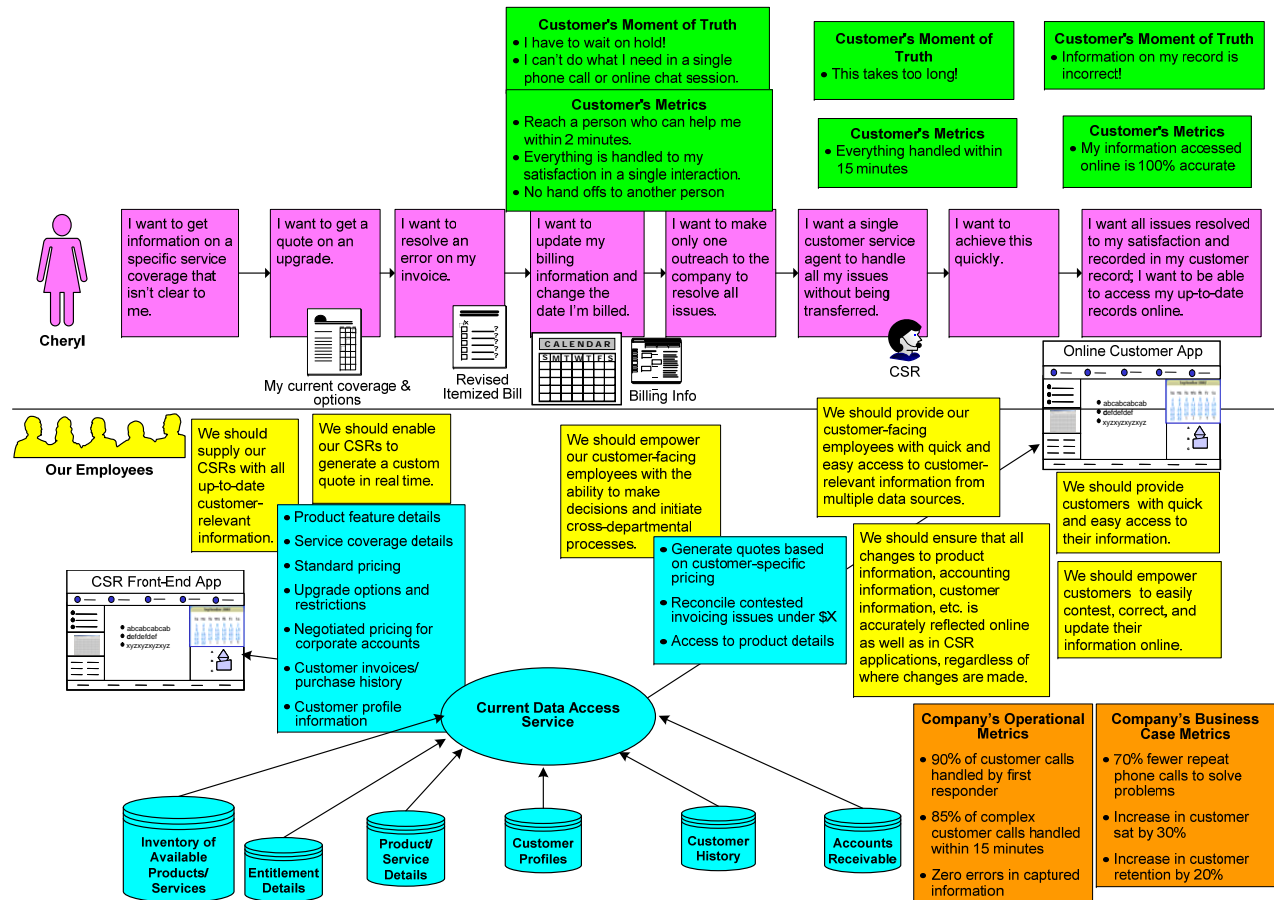 Customer's Moment of Truth
• I have to wait on hold!
• I can't do what I need in a single
phone call or online chat session.
Customer's Metrics
• Reach a person who can help me
within 2 minutes.
• Everything is handled to my
satisfaction in a single interaction.
• No hand offs to another person
Customer's Moment of
Truth
• This takes too long!
Customer's Metrics
• Everything handled within
15 minutes
Customer's Moment of Truth
• Information on my record is
incorrect!
Customer's Metrics
• My information accessed
online is 100% accurate
Cheryl
I want to get
information on a
specific service
coverage that
isn't clear to
me.
I want to get a
quote on an
upgrade.
I want to
resolve an
error on my
invoice.
I want to
update my
billing
information and
change the
date I'm billed.
I want to make
only one
outreach to the
company to
resolve all
issues.
I want a single
customer service
agent to handle
all my issues
without being
transferred.
I want to
achieve this
quickly.
I want all issues resolved
to my satisfaction and
recorded in my customer
record; I want to be able
to access my up-to-date
records online.
My current coverage &
options
Revised
Itemized Bill
CALENDAR
S M T W T F S
Billing Info
CSR
Online Customer App
• abcabcabcab
• defdefdef
• xyzxyzxyzxyz
Our Employees
We should
supply our
CSRs with all
up-to-date
customer-
relevant
information.
We should enable
our CSRs to
generate a custom
quote in real time.
We should empower
our customer-facing
employees with the
ability to make
decisions and initiate
cross-departmental
processes.
We should provide our
customer-facing
employees with quick and
easy access to customer-
relevant information from
multiple data sources.
We should ensure that all
changes to product
information, accounting
information, customer
information, etc. is
accurately reflected online
as well as in CSR
applications, regardless of
where changes are made.
We should provide
customers with quick
and easy access to
their information.
We should empower
customers to easily
contest, correct, and
update their
information online.
CSR Front-End App
• abcabcabcab
• defdefdef
• xyzxyzxyzxyz
• Product feature details
• Service coverage details
• Standard pricing
• Upgrade options and
restrictions
• Negotiated pricing for
corporate accounts
• Customer invoices/
purchase history
• Customer profile
information
• Generate quotes based
on customer-specific
pricing
• Reconcile contested
invoicing issues under $X
• Access to product details
Current Data Access
Service
Inventory of
Available
Products/
Services
Entitlement
Details
Product/
Service
Details
Customer
Profiles
Customer
History
Accounts
Receivable
Company's Operational
Metrics
• 90% of customer calls
handled by first
responder
• 85% of complex
customer calls handled
within 15 minutes
• Zero errors in captured
information
Company's Business
Case Metrics
• 70% fewer repeat
phone calls to solve
problems
• Increase in customer
sat by 30%
• Increase in customer
retention by 20%